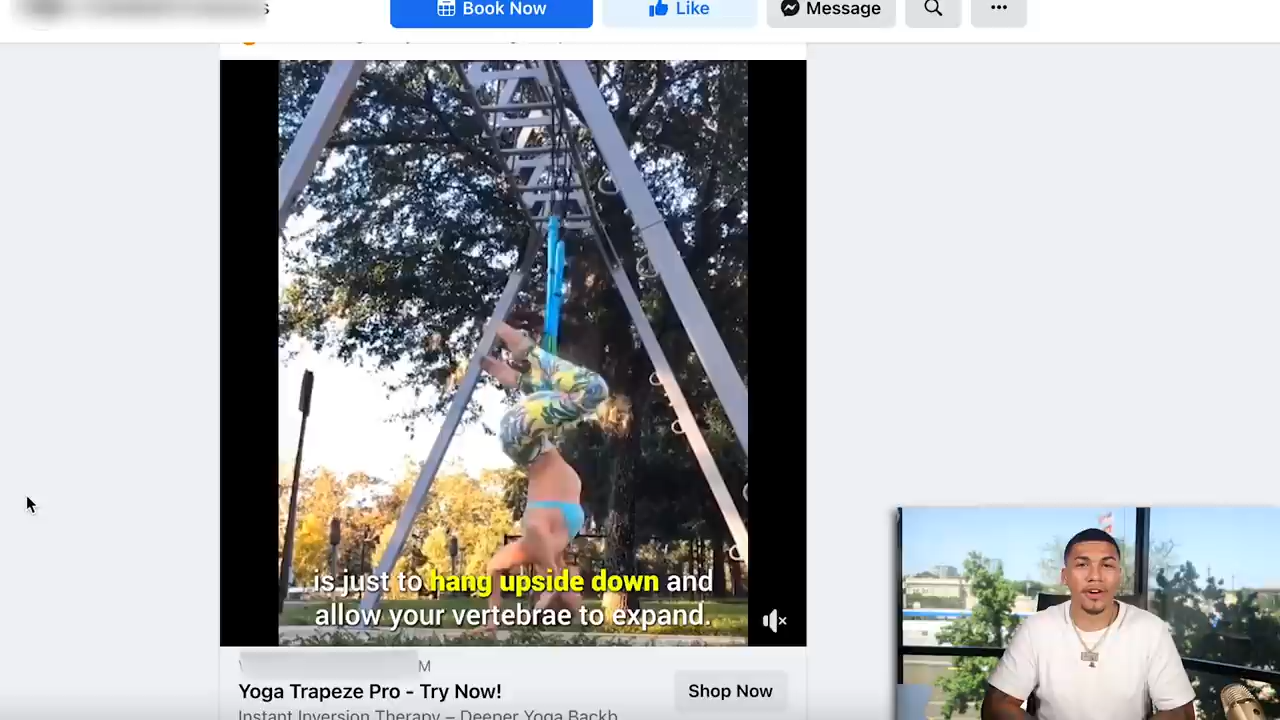 Book Now
Like
Message
is just to hang upside down and
allow your vertebrae to expand.
M
Yoga Trapeze Pro - Try Now!
Shop Now
Instant Inversion Therapy – Deeper Yoga Backb